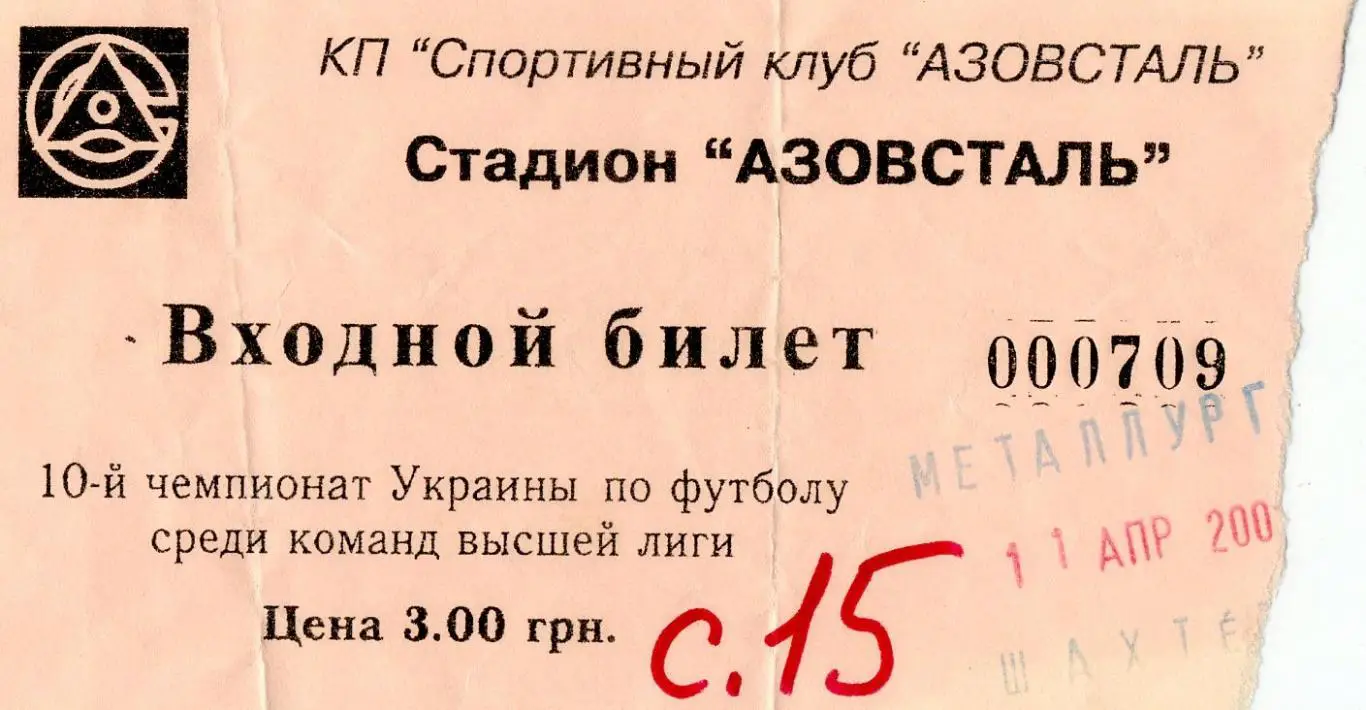 КП “Спортивный клуб “АЗОВСТАЛЬ”
Стадион “АЗОВСТАЛЬ”
Входной билет
000709
МЕТАЛЛУРГ
10-й чемпионат Украины по футболу
среди команд высшей лиги
11 АПР 200
Цена 3.00 грн.
с.15
ШАХТЁ